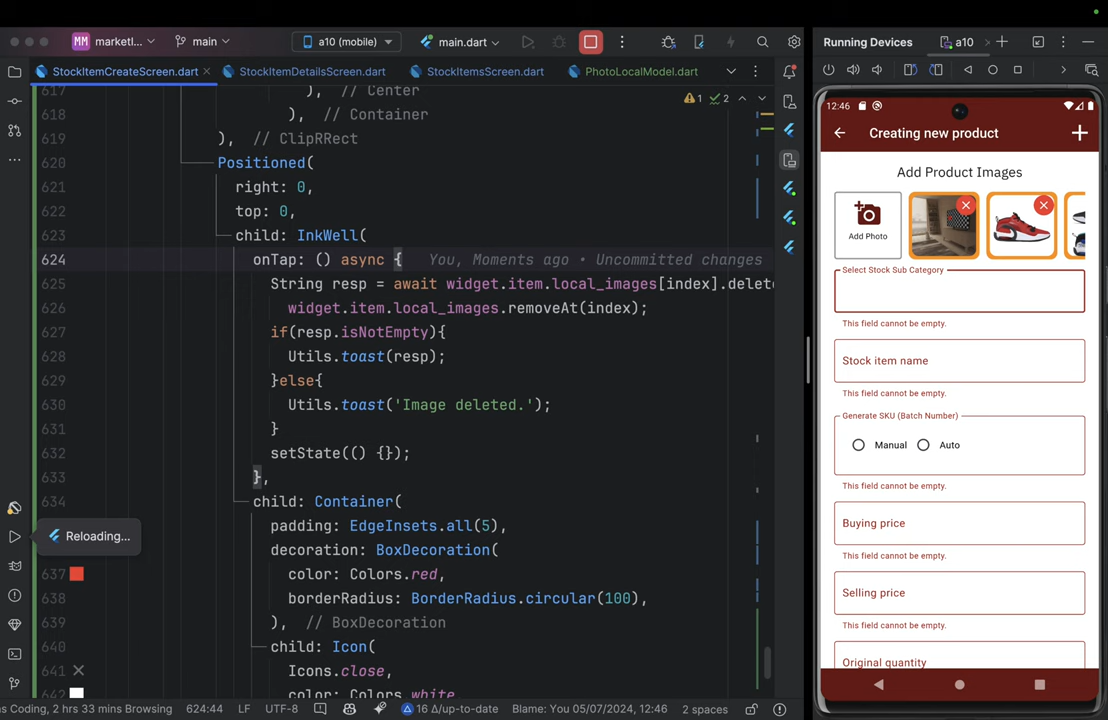 MM marketl... main a10 (mobile) main.dart
StockItemCreateScreen.dart StockItemDetailsScreen.dart StockItemsScreen.dart PhotoLocalModel.dart
617 ), // Center
618 ), // Container
619 ), // ClipRRect
620 Positioned(
621 right: 0,
622 top: 0,
623 child: InkWell(
624 onTap: () async { You, Moments ago • Uncommitted changes
625 String resp = await widget.item.local_images[index].delete
626 widget.item.local_images.removeAt(index);
627 if(resp.isNotEmpty){
628 Utils.toast(resp);
629 }else{
630 Utils.toast('Image deleted.');
631 }
632 setState(() {});
633 },
634 child: Container(
padding: EdgeInsets.all(5),
decoration: BoxDecoration(
637 color: Colors.red,
638 borderRadius: BorderRadius.circular(100),
639 ), // BoxDecoration
640 child: Icon(
641 Icons.close,
642 color: Colors.white
1 2
Reloading...
ns Coding, 2 hrs 33 mins Browsing 624:44 LF UTF-8 16 Δ/up-to-date Blame: You 05/07/2024, 12:46 2 spaces
Running Devices a10
12:46
Creating new product
Add Product Images
Add Photo
Select Stock Sub Category
This field cannot be empty.
Stock item name
This field cannot be empty.
Generate SKU (Batch Number)
Manual Auto
This field cannot be empty.
Buying price
This field cannot be empty.
Selling price
This field cannot be empty.
Original quantity